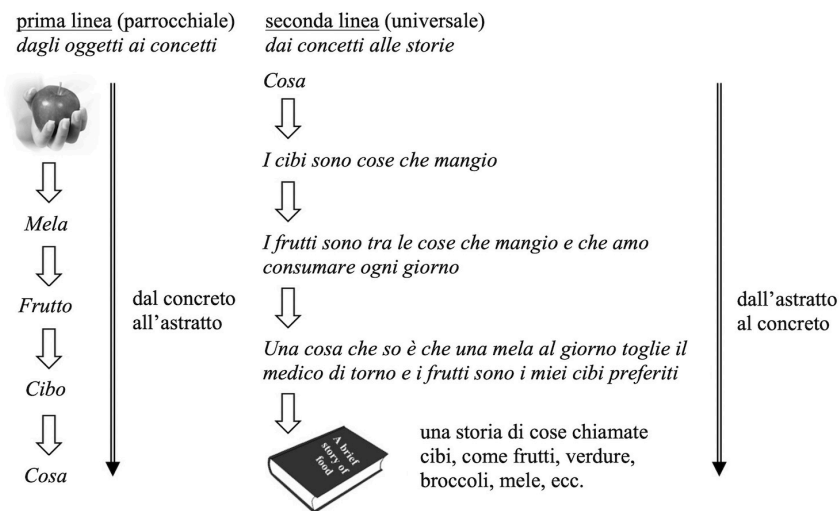 prima linea (parrocchiale)
dagli oggetti ai concetti
Mela
Frutto
Cibo
Cosa
dal concreto
all'astratto
seconda linea (universale)
dai concetti alle storie
Cosa
I cibi sono cose che mangio
I frutti sono tra le cose che mangio e che amo
consumare ogni giorno
Una cosa che so è che una mela al giorno toglie il
medico di torno e i frutti sono i miei cibi preferiti
A brief
story of
food
una storia di cose chiamate
cibi, come frutti, verdure,
broccoli, mele, ecc.
dall'astratto
al concreto